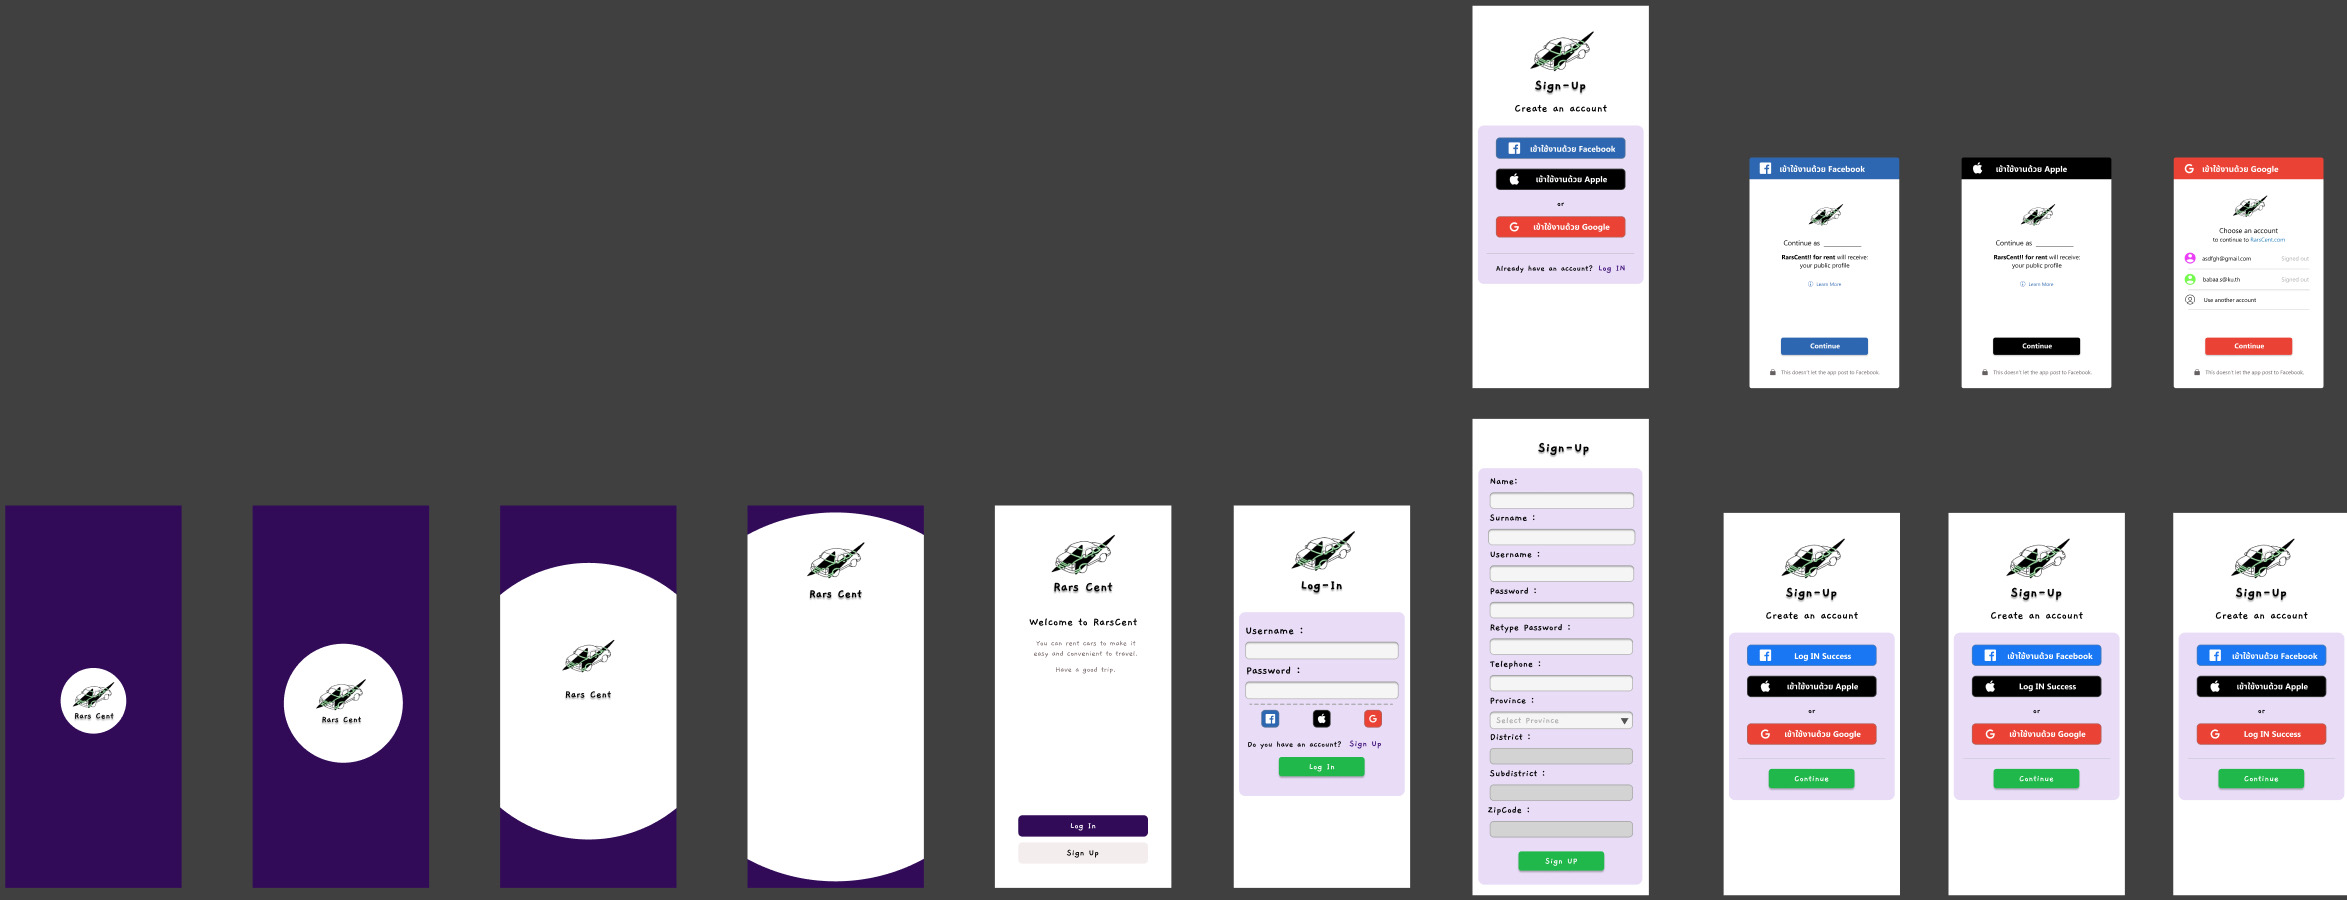 Sign-Up
Create an account
เข้าใช้งานด้วย Facebook
เข้าใช้งานด้วย Apple
or
เข้าใช้งานด้วย Google
Already have an account? Log IN
เข้าใช้งานด้วย Facebook
Continue as ___________
RarsCent!! for rent will receive:
your public profile
Learn More
Continue
This doesn't let the app post to Facebook.
เข้าใช้งานด้วย Apple
Continue as ___________
RarsCent!! for rent will receive:
your public profile
Learn More
Continue
This doesn't let the app post to Facebook.
เข้าใช้งานด้วย Google
Choose an account
to continue to RarsCent.com
asdfgh@gmail.com Signed out
babaa.s@ku.th Signed out
Use another account
Continue
This doesn't let the app post to Facebook.
Rars Cent
Rars Cent
Rars Cent
Rars Cent
Rars Cent
Welcome to RarsCent
You can rent cars to make it
easy and convenient to travel.
Have a good trip.
Log In
Sign Up
Log-In
Username :
Password :
Do you have an account? Sign Up
Log In
Sign-Up
Name:
Surname :
Username :
Password :
Retype Password :
Telephone :
Province :
Select Province
District :
Subdistrict :
ZipCode :
Sign UP
Sign-Up
Create an account
Log IN Success
เข้าใช้งานด้วย Apple
or
เข้าใช้งานด้วย Google
Continue
Sign-Up
Create an account
เข้าใช้งานด้วย Facebook
Log IN Success
or
เข้าใช้งานด้วย Google
Continue
Sign-Up
Create an account
เข้าใช้งานด้วย Facebook
เข้าใช้งานด้วย Apple
or
Log IN Success
Continue